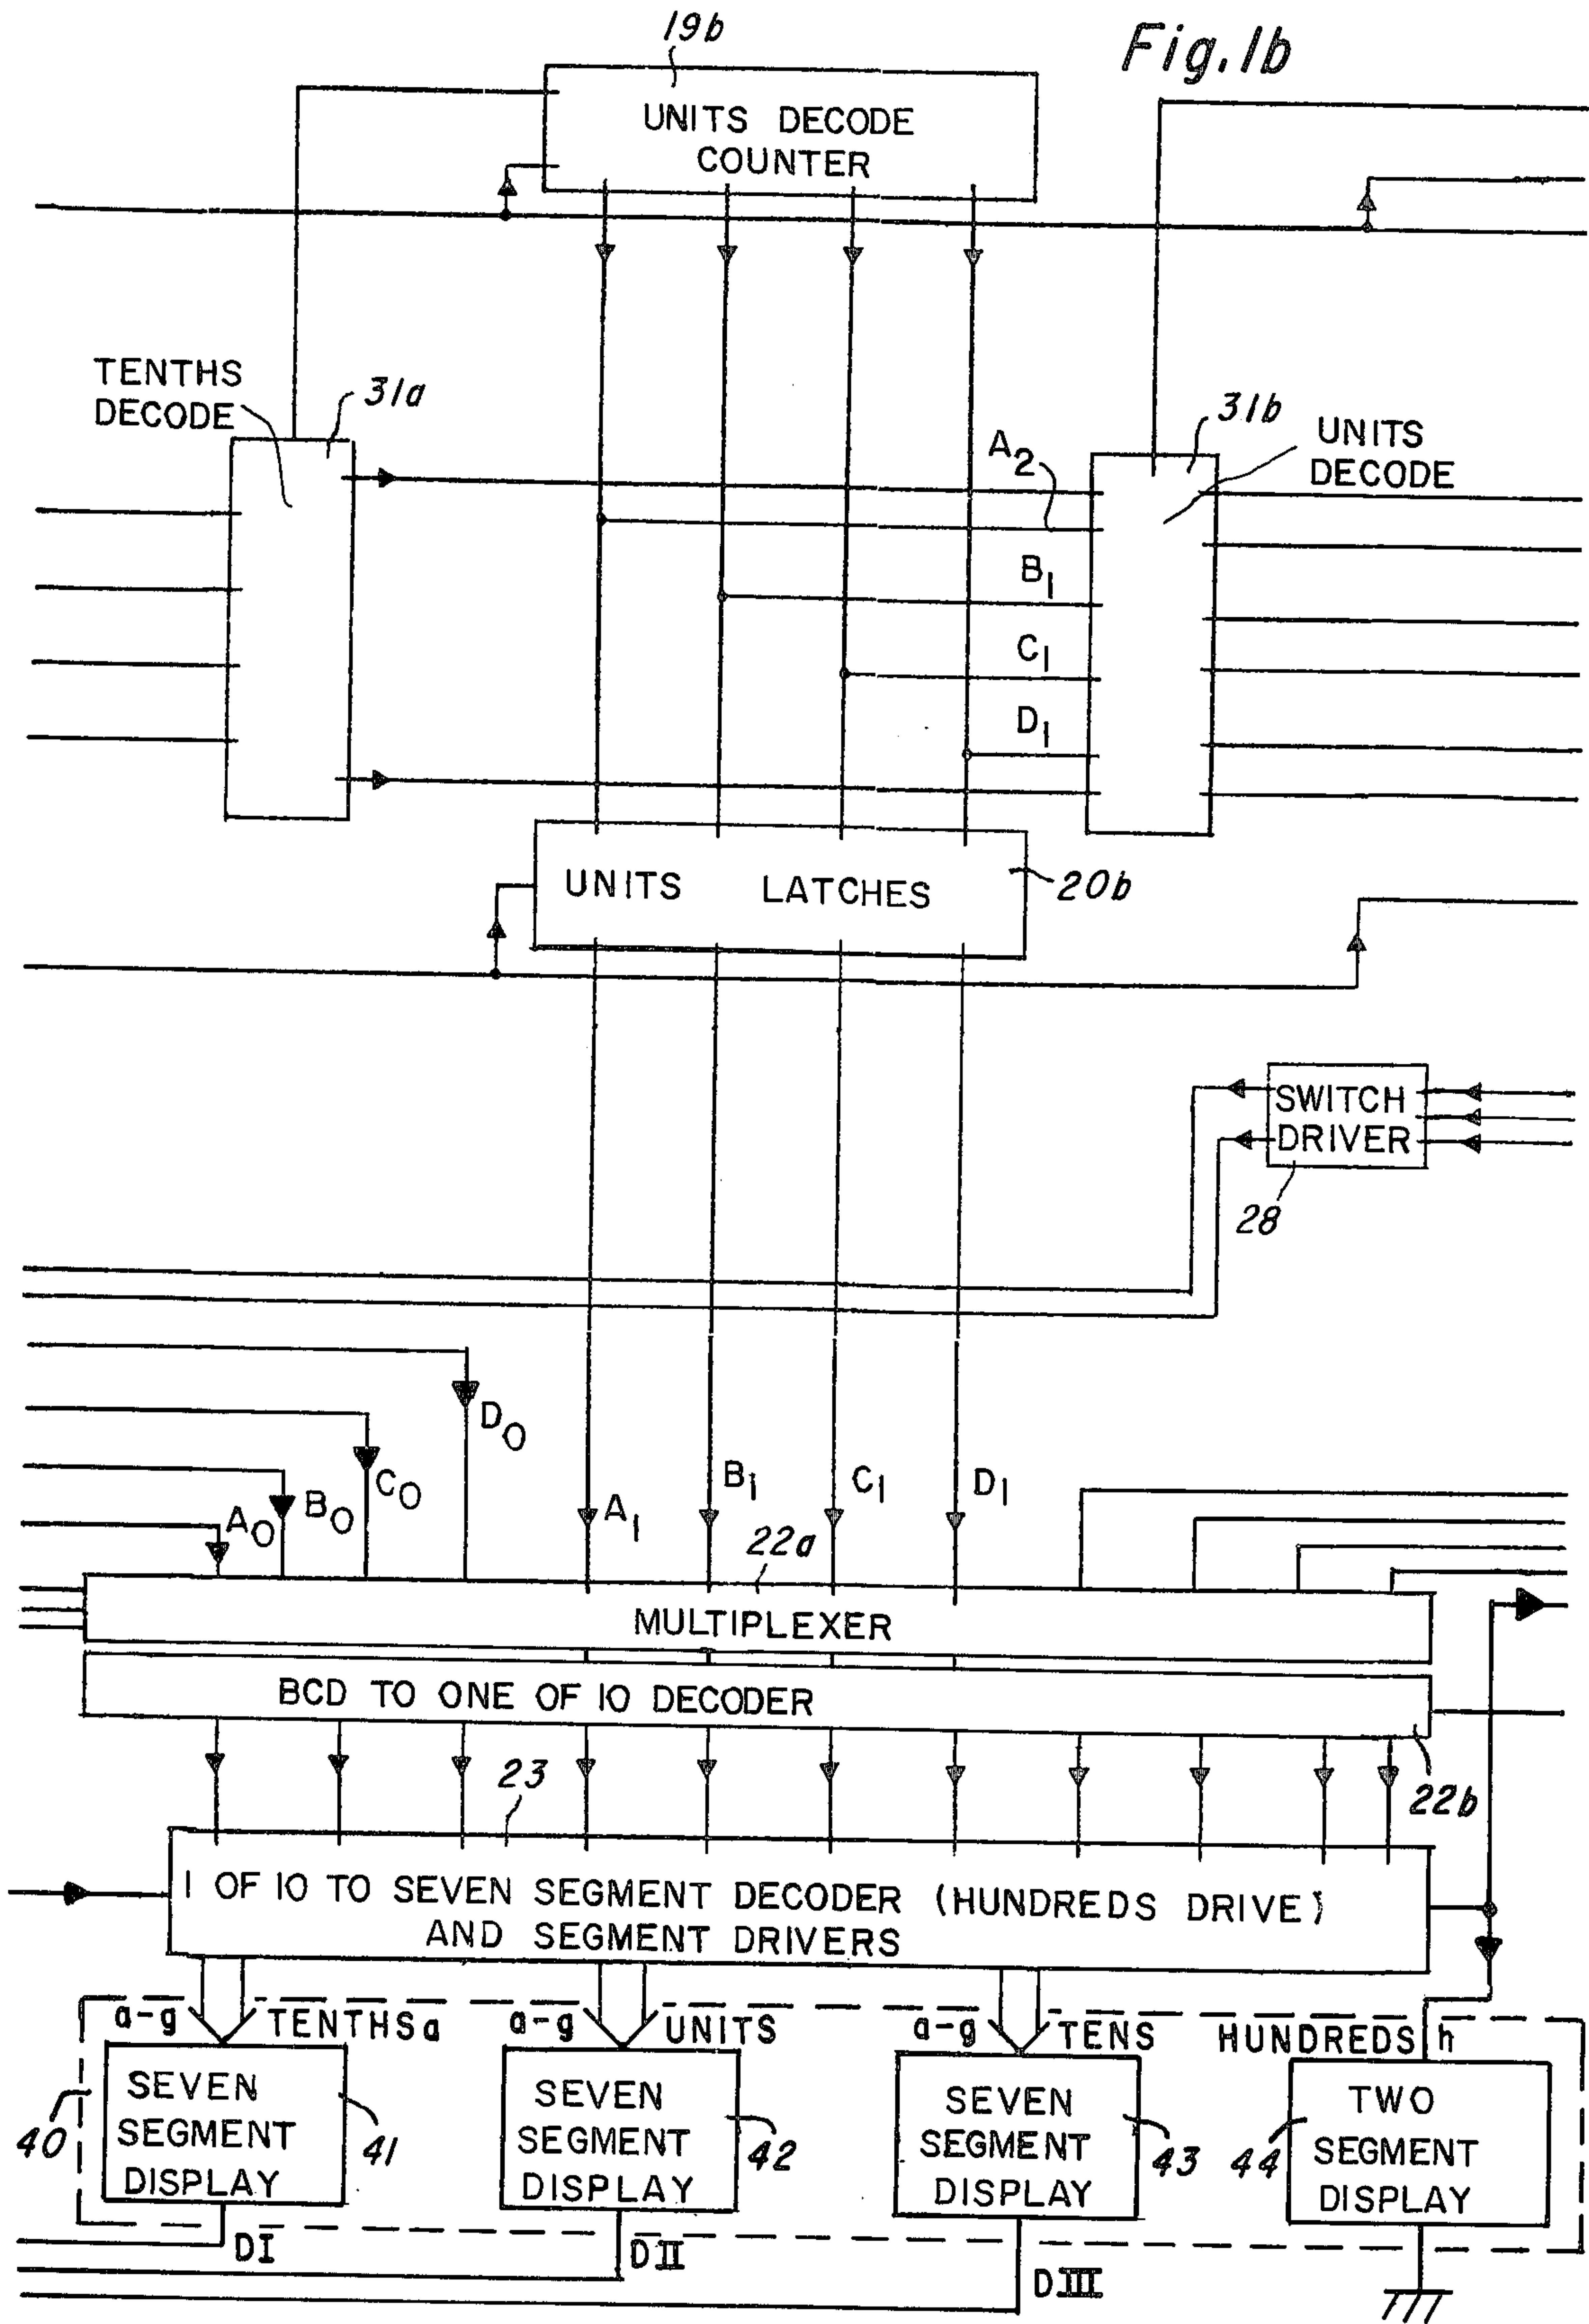 19b
Fig.1b
UNITS DECODE
COUNTER
TENTHS
DECODE
31a
31b
UNITS
DECODE
A2
B1
C1
D1
UNITS LATCHES
20b
SWITCH
DRIVER
28
D0
C0
B0
A0
A1
B1
C1
D1
22a
MULTIPLEXER
BCD TO ONE OF 10 DECODER
23
22b
1 OF 10 TO SEVEN SEGMENT DECODER (HUNDREDS DRIVE)
AND SEGMENT DRIVERS
a-g TENTHSa
a-g UNITS
a-g TENS
HUNDREDS h
40
SEVEN
SEGMENT
DISPLAY
41
SEVEN
SEGMENT
DISPLAY
42
SEVEN
SEGMENT
DISPLAY
43
44
TWO
SEGMENT
DISPLAY
DI
DII
DIII